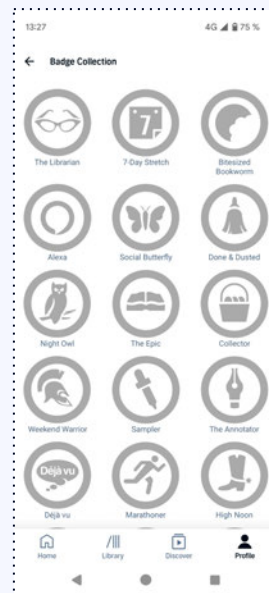 13:27
4G 75 %
Badge Collection
7
The Librarian
7-Day Stretch
Bitesized
Bookworm
Alexa
Social Butterfly
Done & Dusted
Night Owl
The Epic
Collector
Weekend Warrior
Sampler
The Annotator
Déjà vu
Déjà vu
Marathoner
High Noon
Home
Library
Discover
Profile